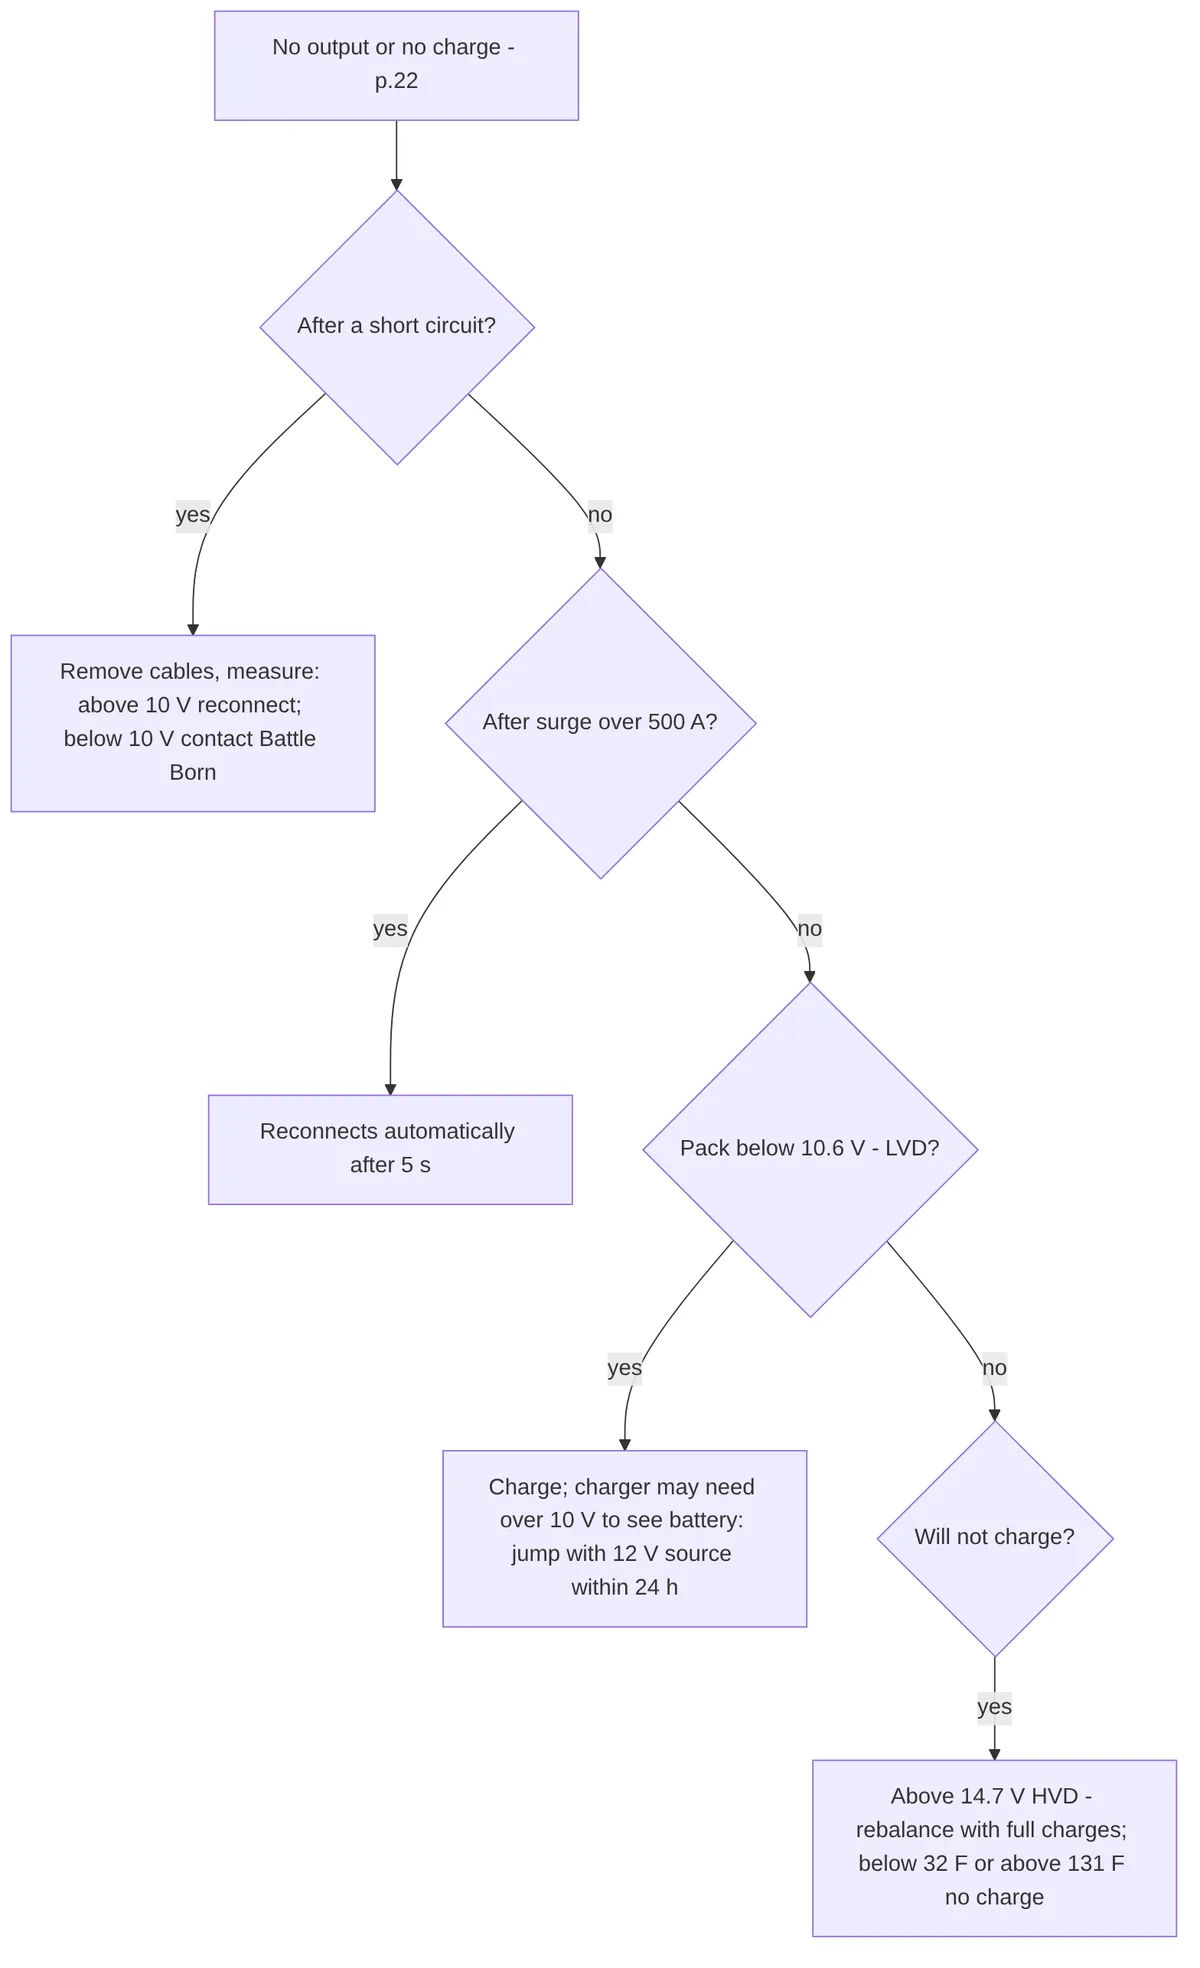 No output or no charge -
p.22
After a short circuit?
yes
no
Remove cables, measure:
above 10 V reconnect;
below 10 V contact Battle
Born
After surge over 500 A?
yes
no
Reconnects automatically
after 5 s
Pack below 10.6 V - LVD?
yes
no
Charge; charger may need
over 10 V to see battery:
jump with 12 V source
within 24 h
Will not charge?
yes
Above 14.7 V HVD -
rebalance with full charges;
below 32 F or above 131 F
no charge